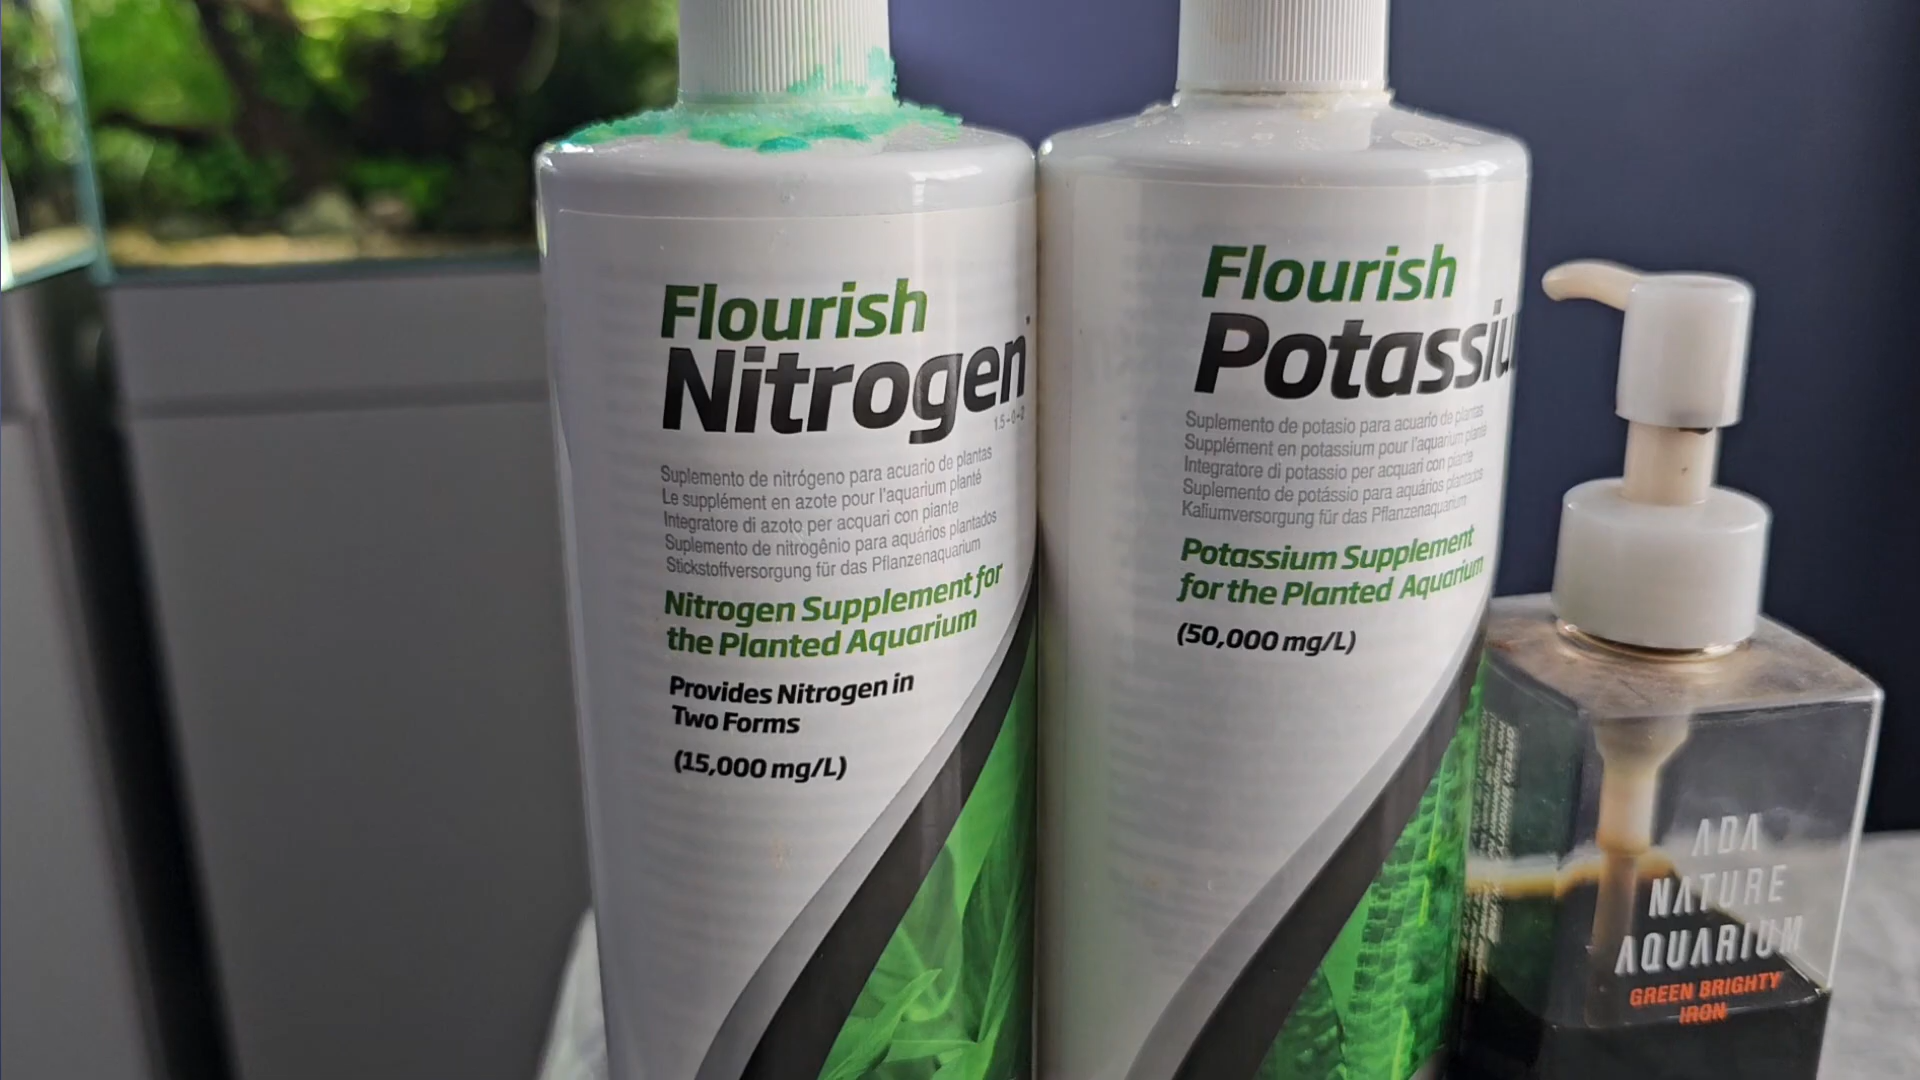 Flourish
Nitrogen
1.5-0-2
Suplemento de nitrógeno para acuario de plantas
Le supplément en azote pour l'aquarium planté
Integratore di azoto per acquari con piante
Suplemento de nitrogênio para aquários plantados
Stickstoffversorgung für das Pflanzenaquarium
Nitrogen Supplement for
the Planted Aquarium
Provides Nitrogen in
Two Forms
(15,000 mg/L)
Flourish
Potassiu
Suplemento de potasio para acuario de plantas
Supplément en potassium pour l'aquarium planté
Integratore di potassio per acquari con piante
Suplemento de potássio para aquários plantados
Kaliumversorgung für das Pflanzenaquarium
Potassium Supplement
for the Planted Aquarium
(50,000 mg/L)
ADA
NATURE
AQUARIUM
GREEN BRIGHTY
IRON